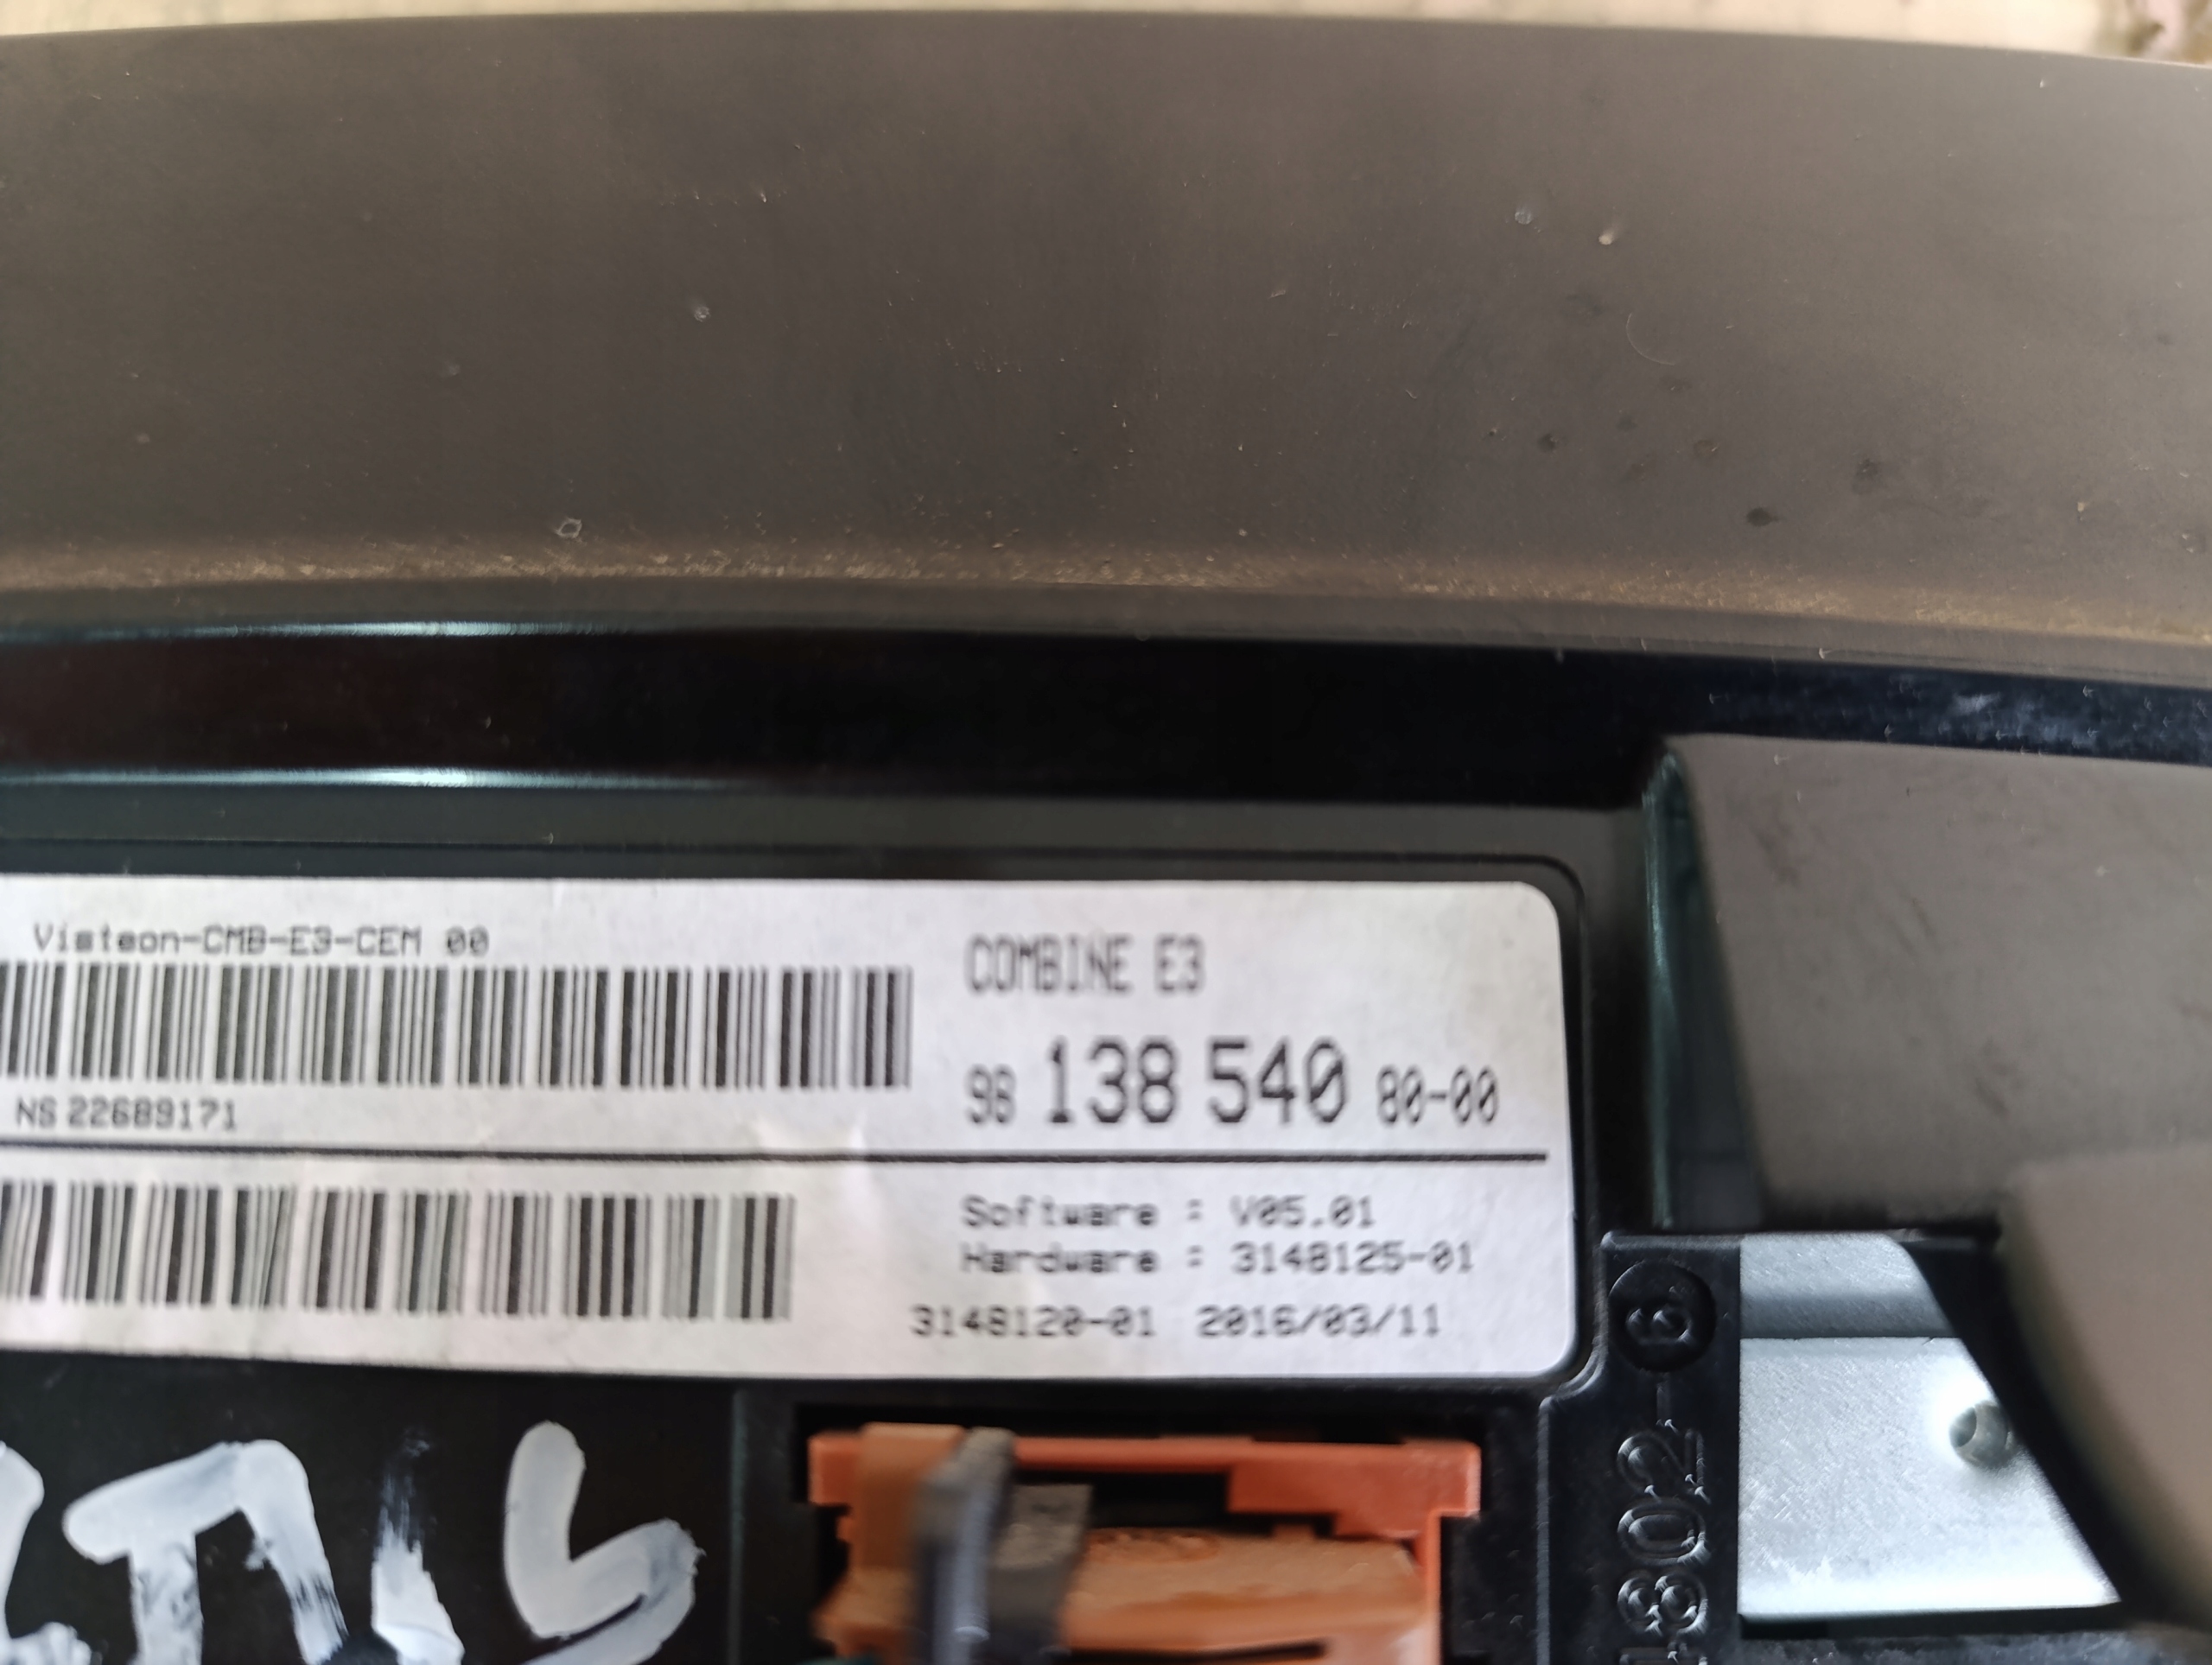 Visteon-CMB-E3-CEM 00
COMBINE E3
98 138 540 80-00
NS 22689171
Software : V05.01
Hardware : 3148125-01
3148120-01 2016/03/11